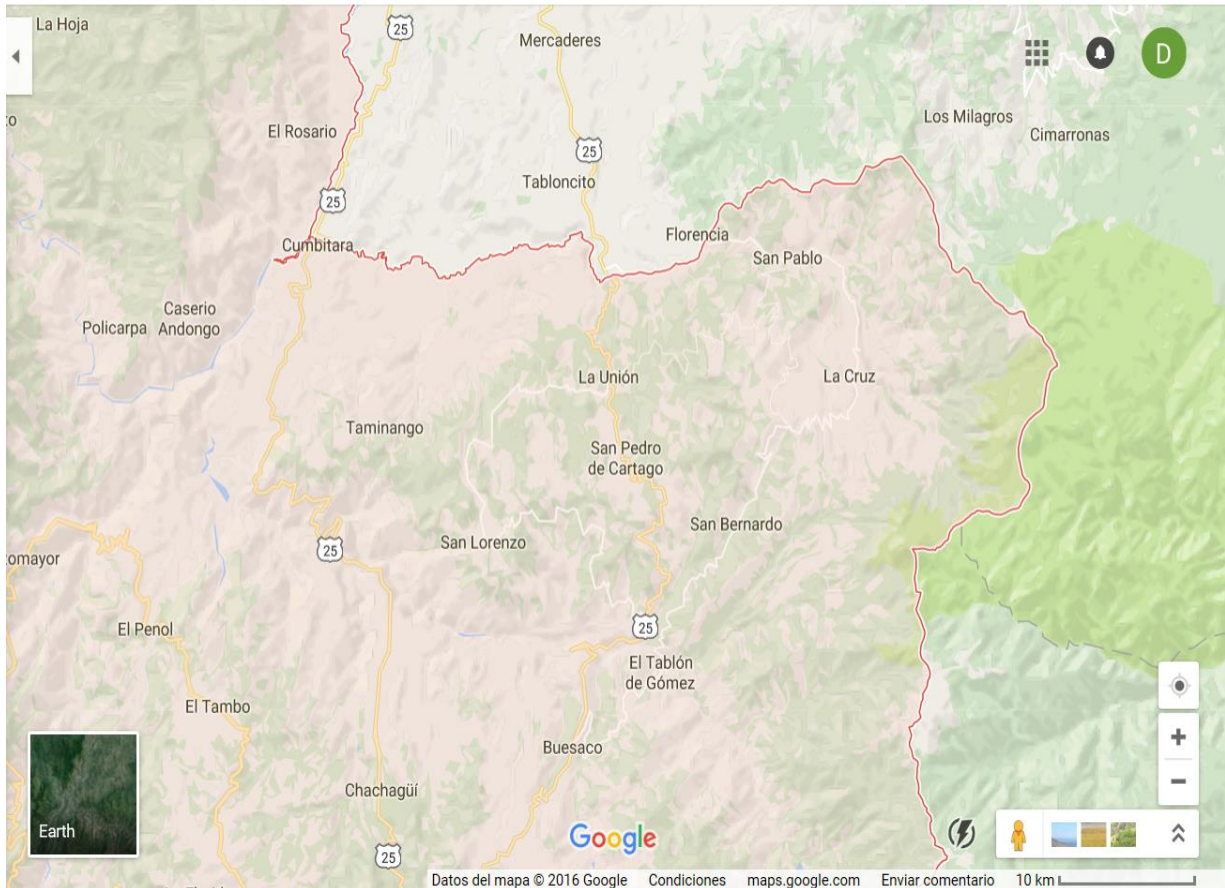 La Hoja
25
Mercaderes
D
Los Milagros
Cimarronas
El Rosario
25
Tabloncito
25
Florencia
Cumbitara
San Pablo
Caserio
Andongo
Policarpa
La Unión
La Cruz
Taminango
San Pedro
de Cartago
San Bernardo
San Lorenzo
25
omayor
El Penol
25
El Tablón
de Gómez
El Tambo
Buesaco
Chachagüí
Earth
Google
25
Datos del mapa © 2016 Google Condiciones maps.google.com Enviar comentario 10 km